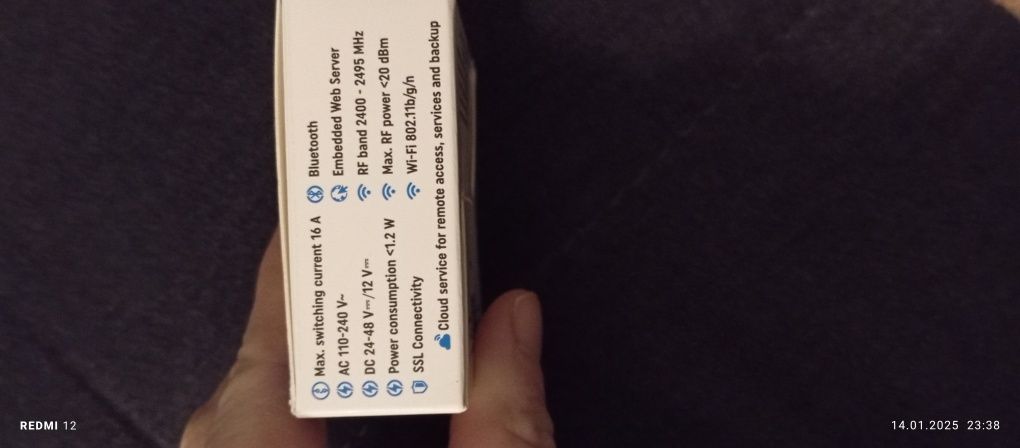 Max. switching current 16 A
AC 110-240 V~
DC 24-48 V⎓/12 V⎓
Power consumption <1.2 W
SSL Connectivity
Bluetooth
Embedded Web Server
RF band 2400 - 2495 MHz
Max. RF power <20 dBm
Wi-Fi 802.11b/g/n
Cloud service for remote access, services and backup
REDMI 12
14.01.2025 23:38